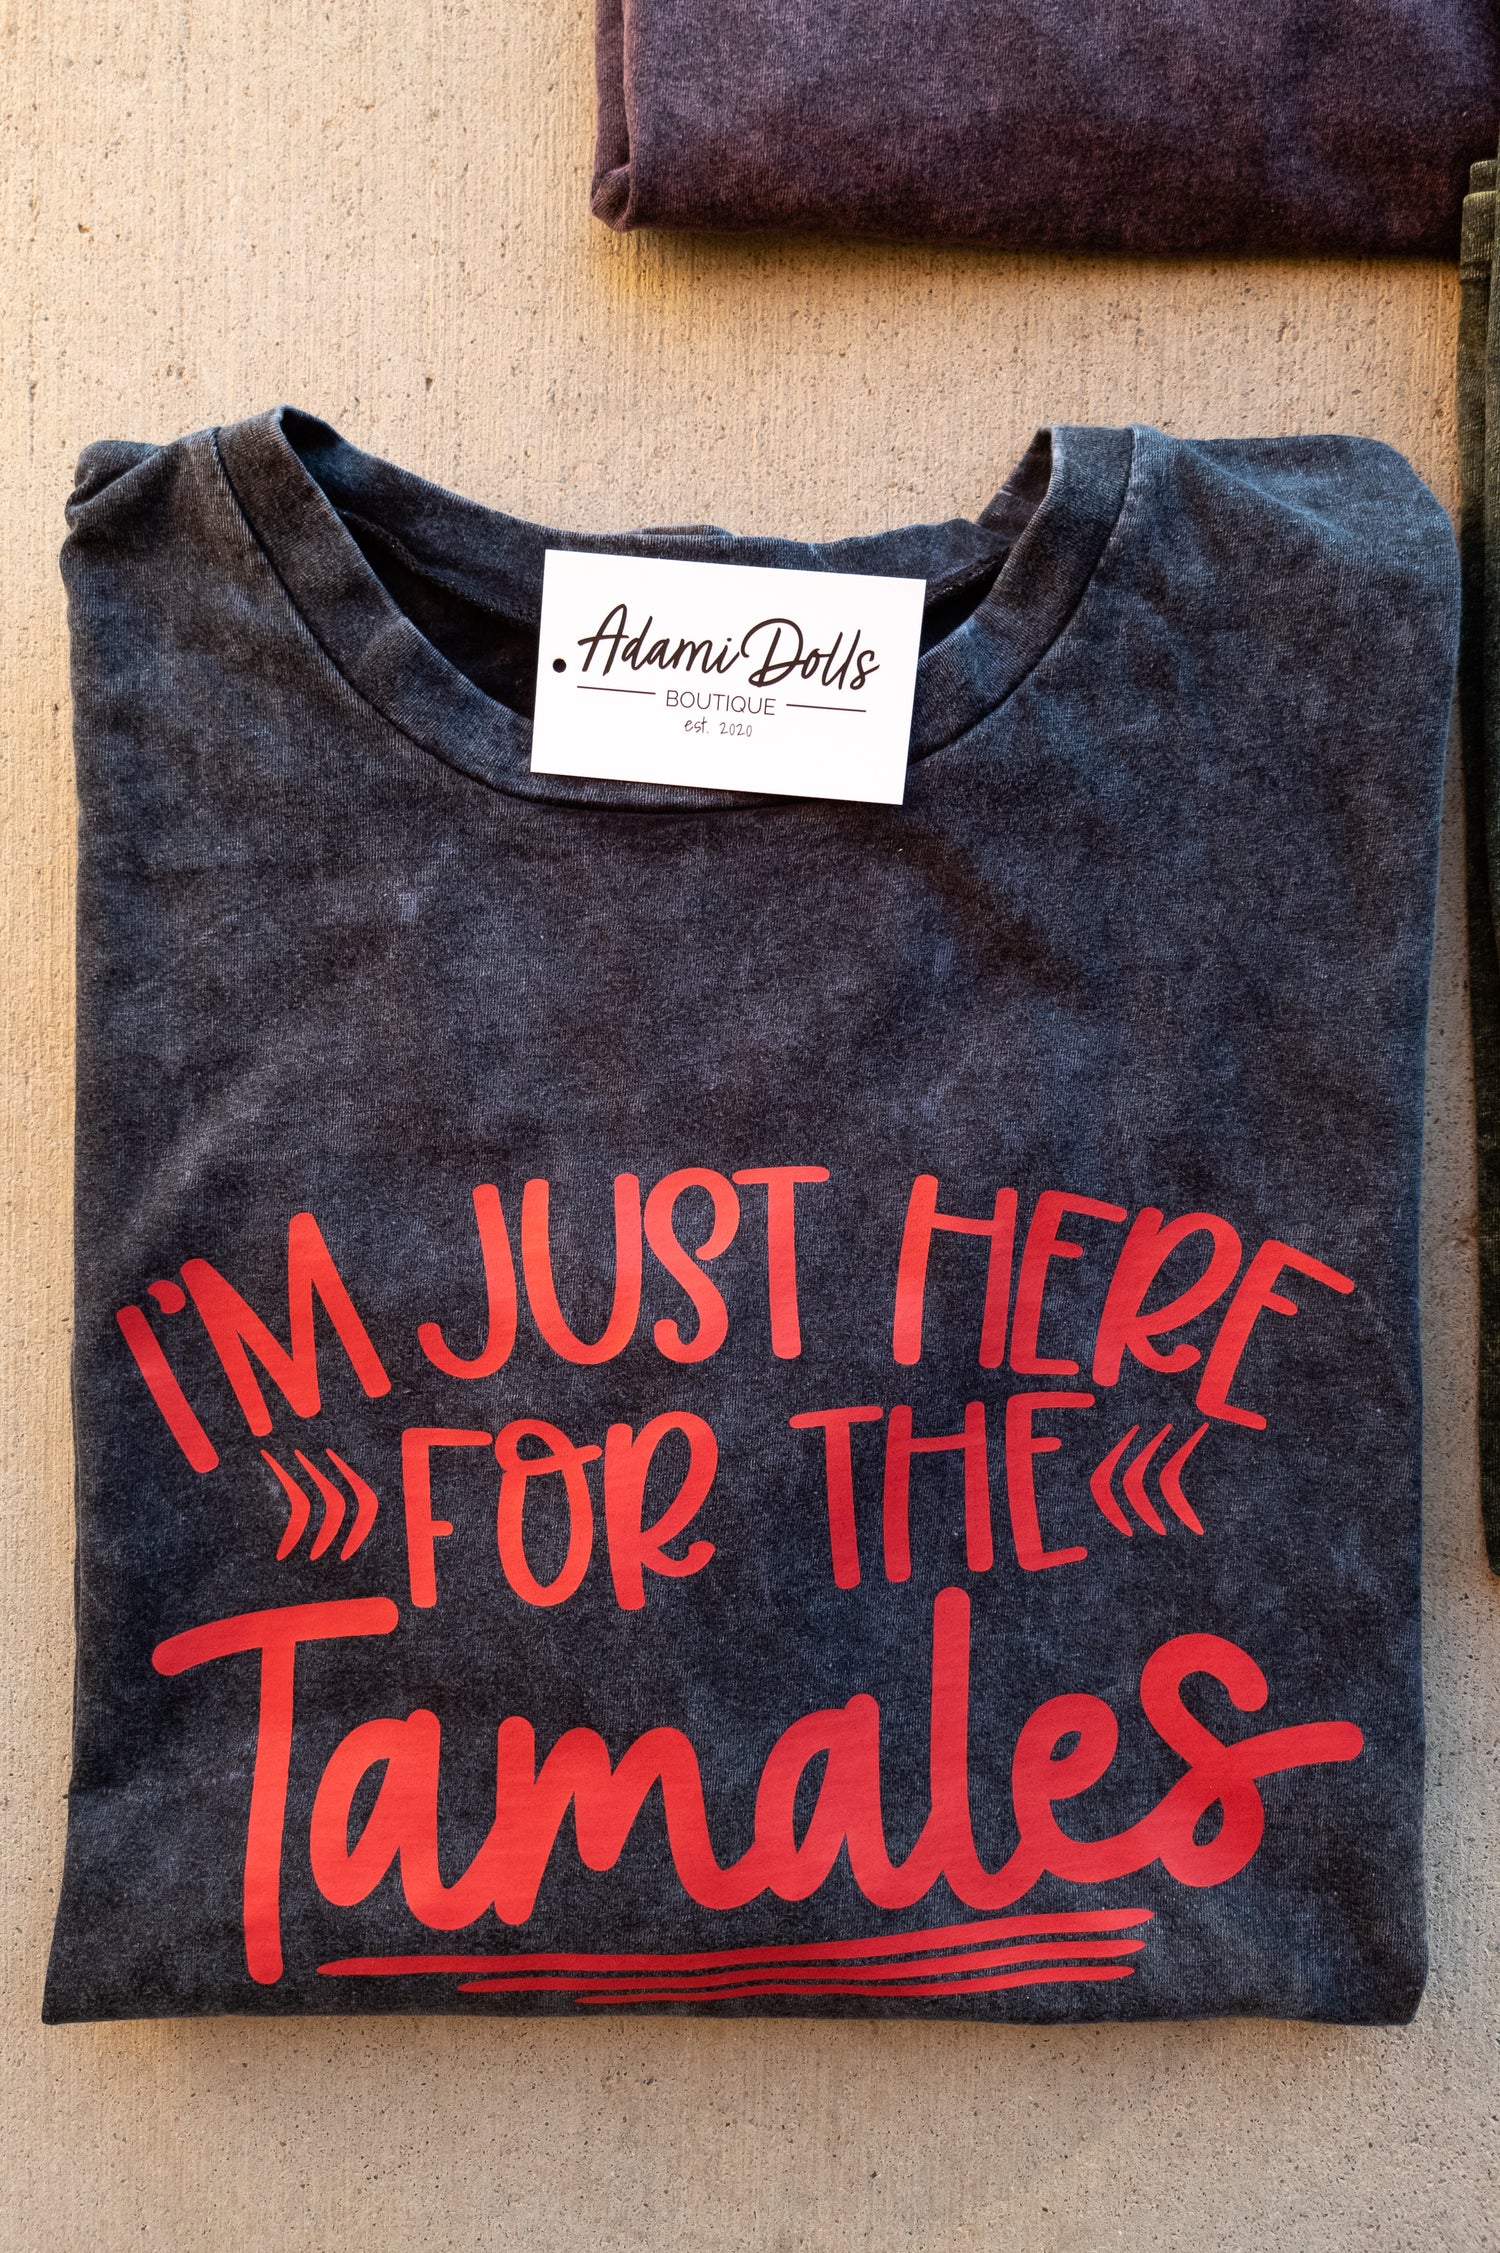 Adami Dolls
BOUTIQUE
est. 2020
I'M JUST HERE
FOR THE
Tamales